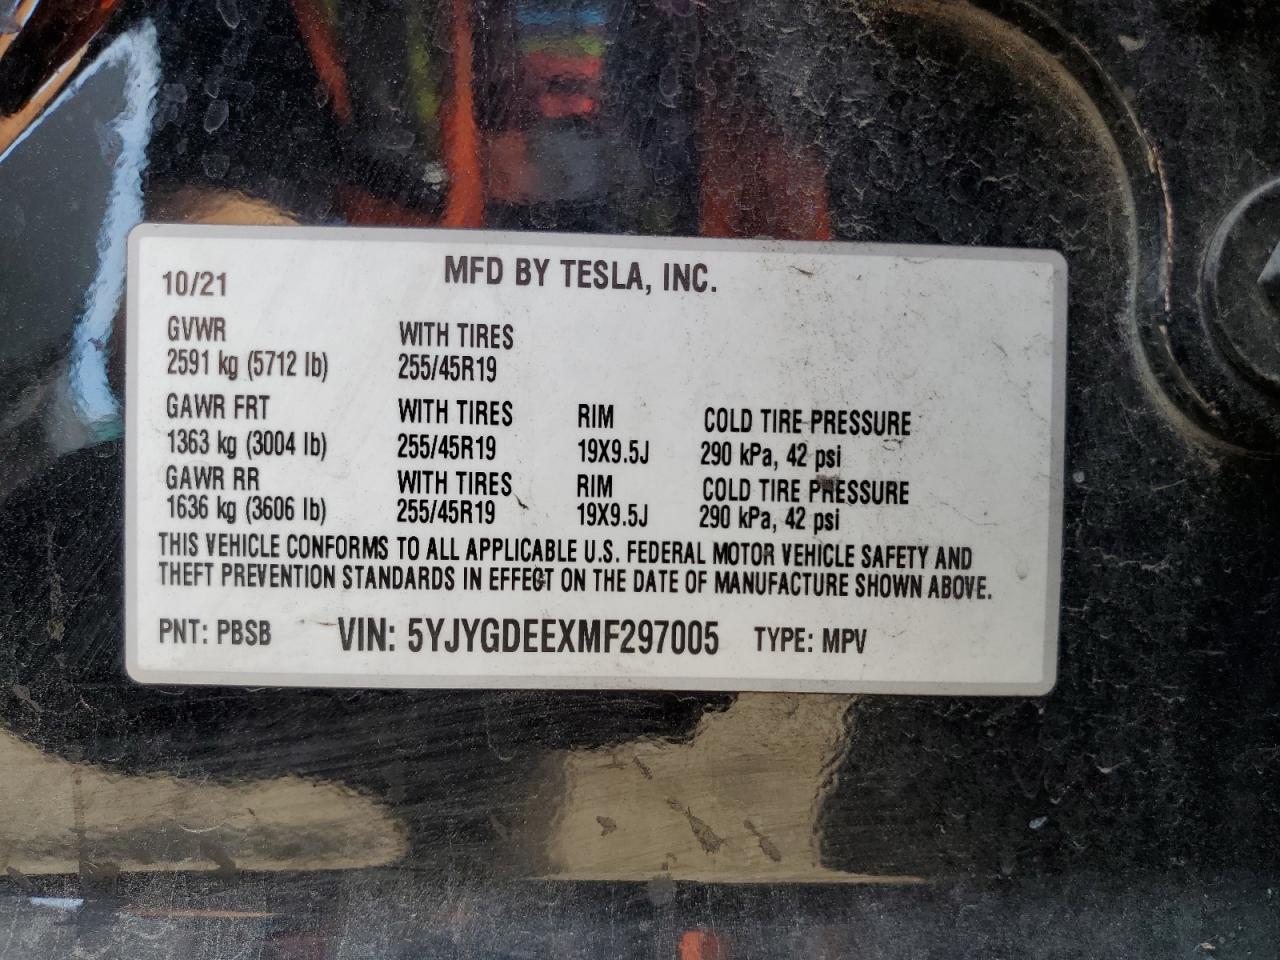 MFD BY TESLA, INC.
10/21
GVWR WITH TIRES
2591 kg (5712 lb) 255/45R19
GAWR FRT WITH TIRES RIM COLD TIRE PRESSURE
1363 kg (3004 lb) 255/45R19 19X9.5J 290 kPa, 42 psi
GAWR RR WITH TIRES RIM COLD TIRE PRESSURE
1636 kg (3606 lb) 255/45R19 19X9.5J 290 kPa, 42 psi
THIS VEHICLE CONFORMS TO ALL APPLICABLE U.S. FEDERAL MOTOR VEHICLE SAFETY AND
THEFT PREVENTION STANDARDS IN EFFECT ON THE DATE OF MANUFACTURE SHOWN ABOVE.
PNT: PBSB VIN: 5YJYGDEEXMF297005 TYPE: MPV